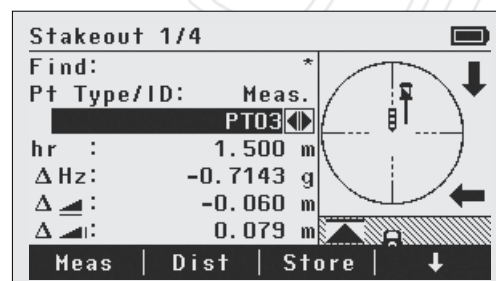 Stakeout 1/4
Find: *
Pt Type/ID: Meas.
PT03
hr : 1.500 m
ΔHz: -0.7143 g
Δ ◢: -0.060 m
Δ ◢: 0.079 m
Meas | Dist | Store | ↓